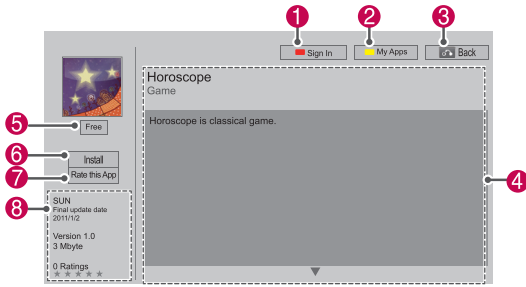 1
2
3
Sign In
My Apps
Back
Horoscope
Game
Horoscope is classical game.
4
5
Free
6
Install
7
Rate this App
8
SUN
Final update date
2011/1/2
Version 1.0
3 Mbyte
0 Ratings